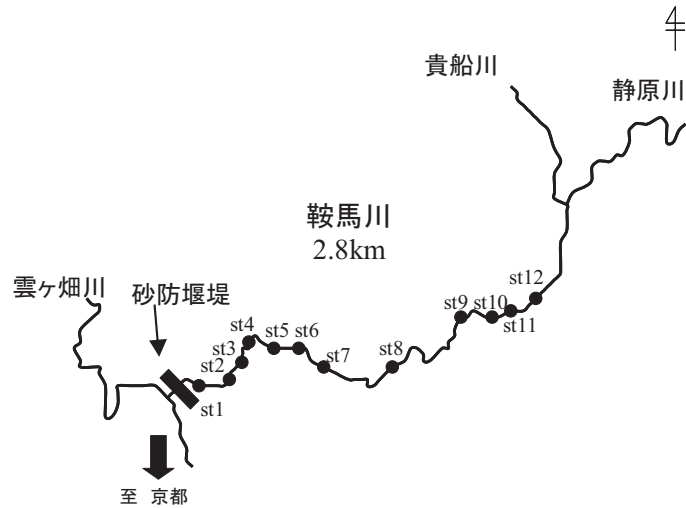 貴船川
静原川
鞍馬川
2.8km
雲ヶ畑川
砂防堰堤
st12
st9
st10
st11
st4
st5
st6
st3
st7
st8
st2
st1
至 京都